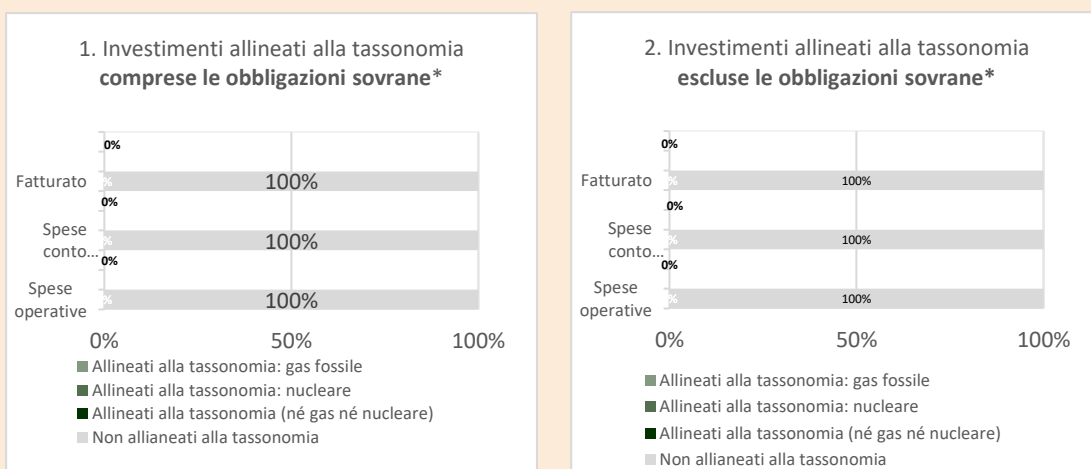 1. Investimenti allineati alla tassonomia
comprese le obbligazioni sovrane*
0%
Fatturato
%
100%
0%
Spese
conto...
%
100%
0%
Spese
operative
%
100%
0%
50%
100%
Allineati alla tassonomia: gas fossile
Allineati alla tassonomia: nucleare
Allineati alla tassonomia (né gas né nucleare)
Non allianeati alla tassonomia
2. Investimenti allineati alla tassonomia
escluse le obbligazioni sovrane*
0%
Fatturato
%
100%
0%
Spese
conto...
%
100%
0%
Spese
operative
%
100%
0%
50%
100%
Allineati alla tassonomia: gas fossile
Allineati alla tassonomia: nucleare
Allineati alla tassonomia (né gas né nucleare)
Non allianeati alla tassonomia